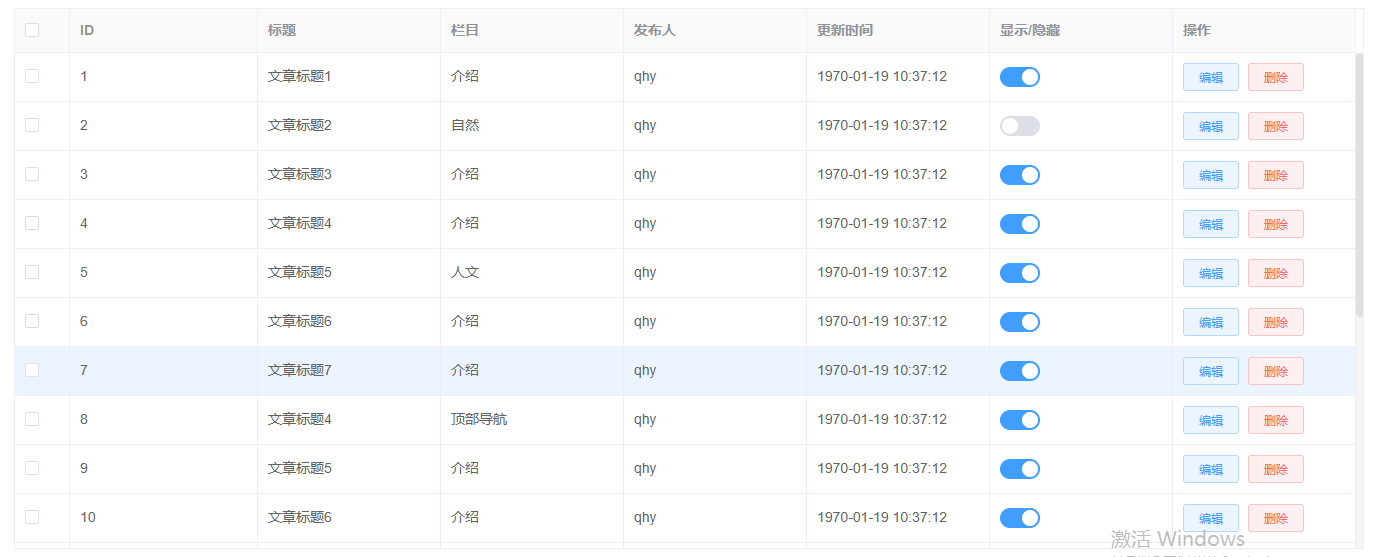 ID 标题 栏目 发布人 更新时间 显示/隐藏 操作
1 文章标题1 介绍 qhy 1970-01-19 10:37:12 编辑 删除
2 文章标题2 自然 qhy 1970-01-19 10:37:12 编辑 删除
3 文章标题3 介绍 qhy 1970-01-19 10:37:12 编辑 删除
4 文章标题4 介绍 qhy 1970-01-19 10:37:12 编辑 删除
5 文章标题5 人文 qhy 1970-01-19 10:37:12 编辑 删除
6 文章标题6 介绍 qhy 1970-01-19 10:37:12 编辑 删除
7 文章标题7 介绍 qhy 1970-01-19 10:37:12 编辑 删除
8 文章标题4 顶部导航 qhy 1970-01-19 10:37:12 编辑 删除
9 文章标题5 介绍 qhy 1970-01-19 10:37:12 编辑 删除
10 文章标题6 介绍 qhy 1970-01-19 10:37:12 编辑 删除
激活 Windows